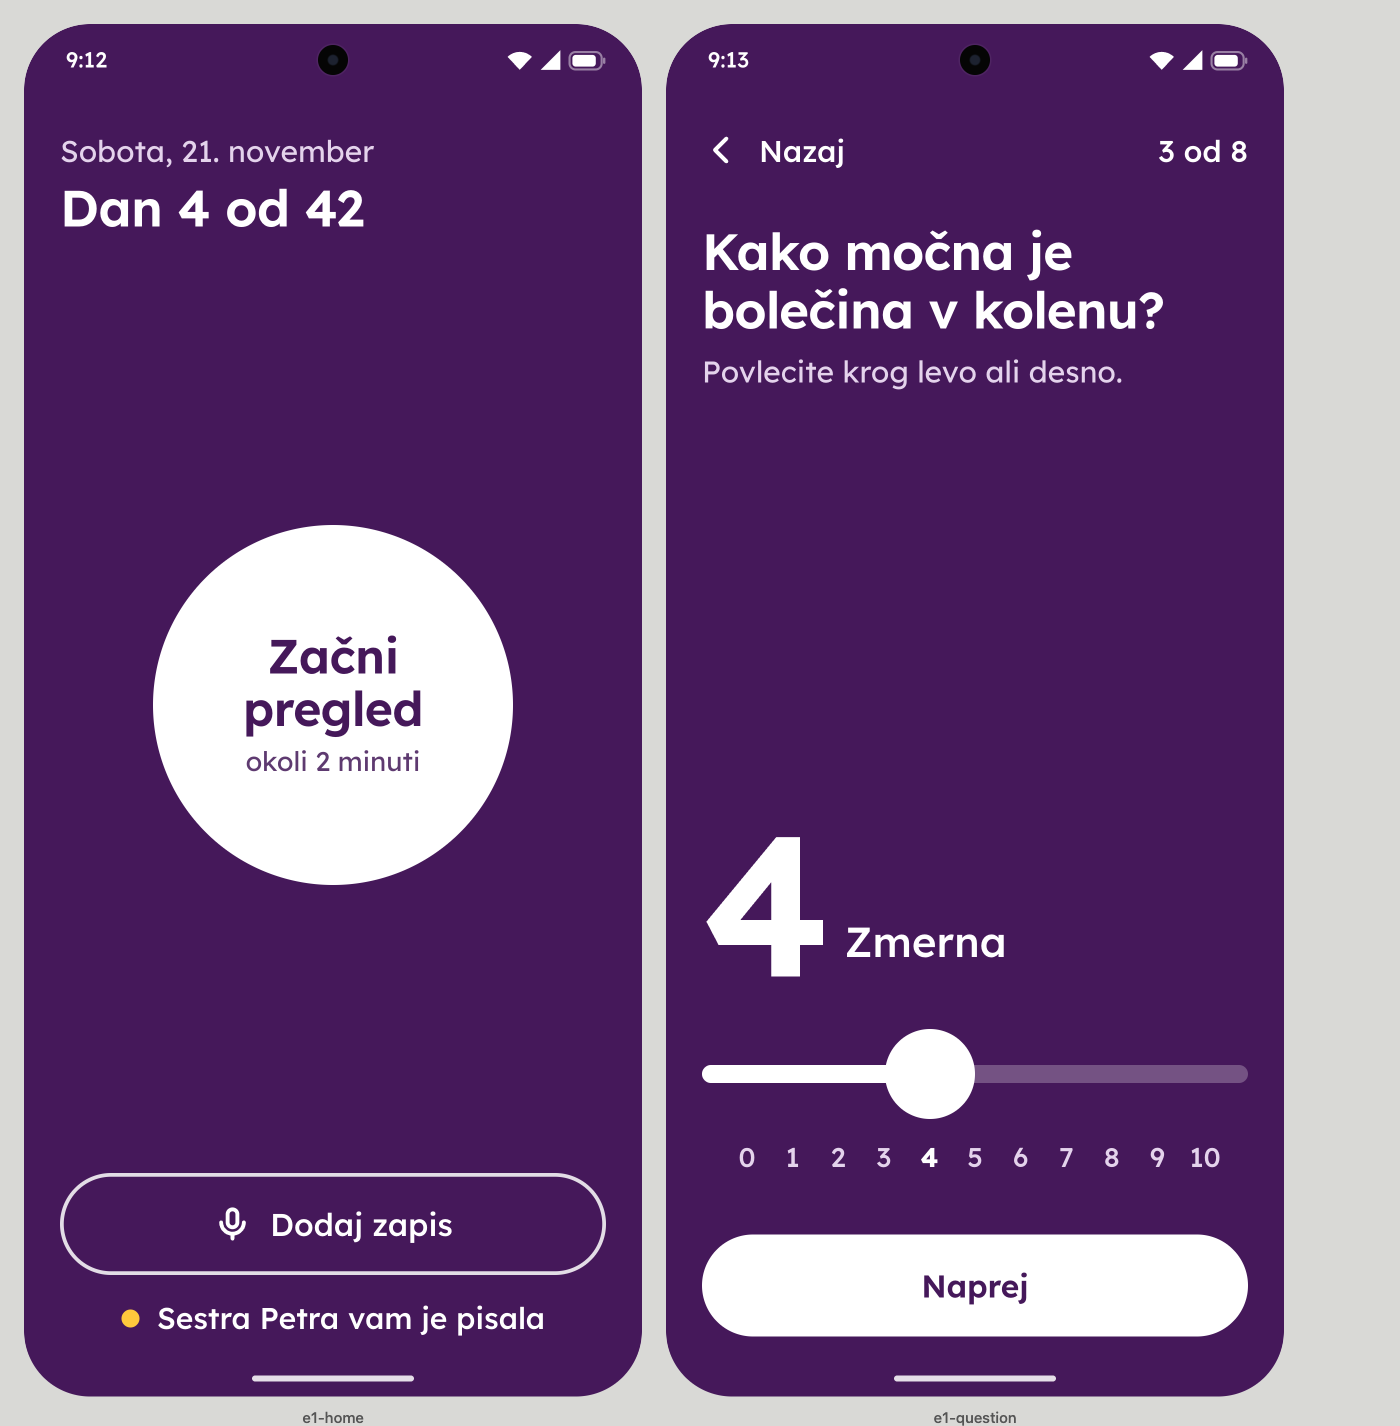 9:12
Sobota, 21. november
Dan 4 od 42
Začni
pregled
okoli 2 minuti
Dodaj zapis
Sestra Petra vam je pisala
e1-home
9:13
Nazaj
3 od 8
Kako močna je
bolečina v kolenu?
Povlecite krog levo ali desno.
4 Zmerna
0 1 2 3 4 5 6 7 8 9 10
Naprej
e1-question